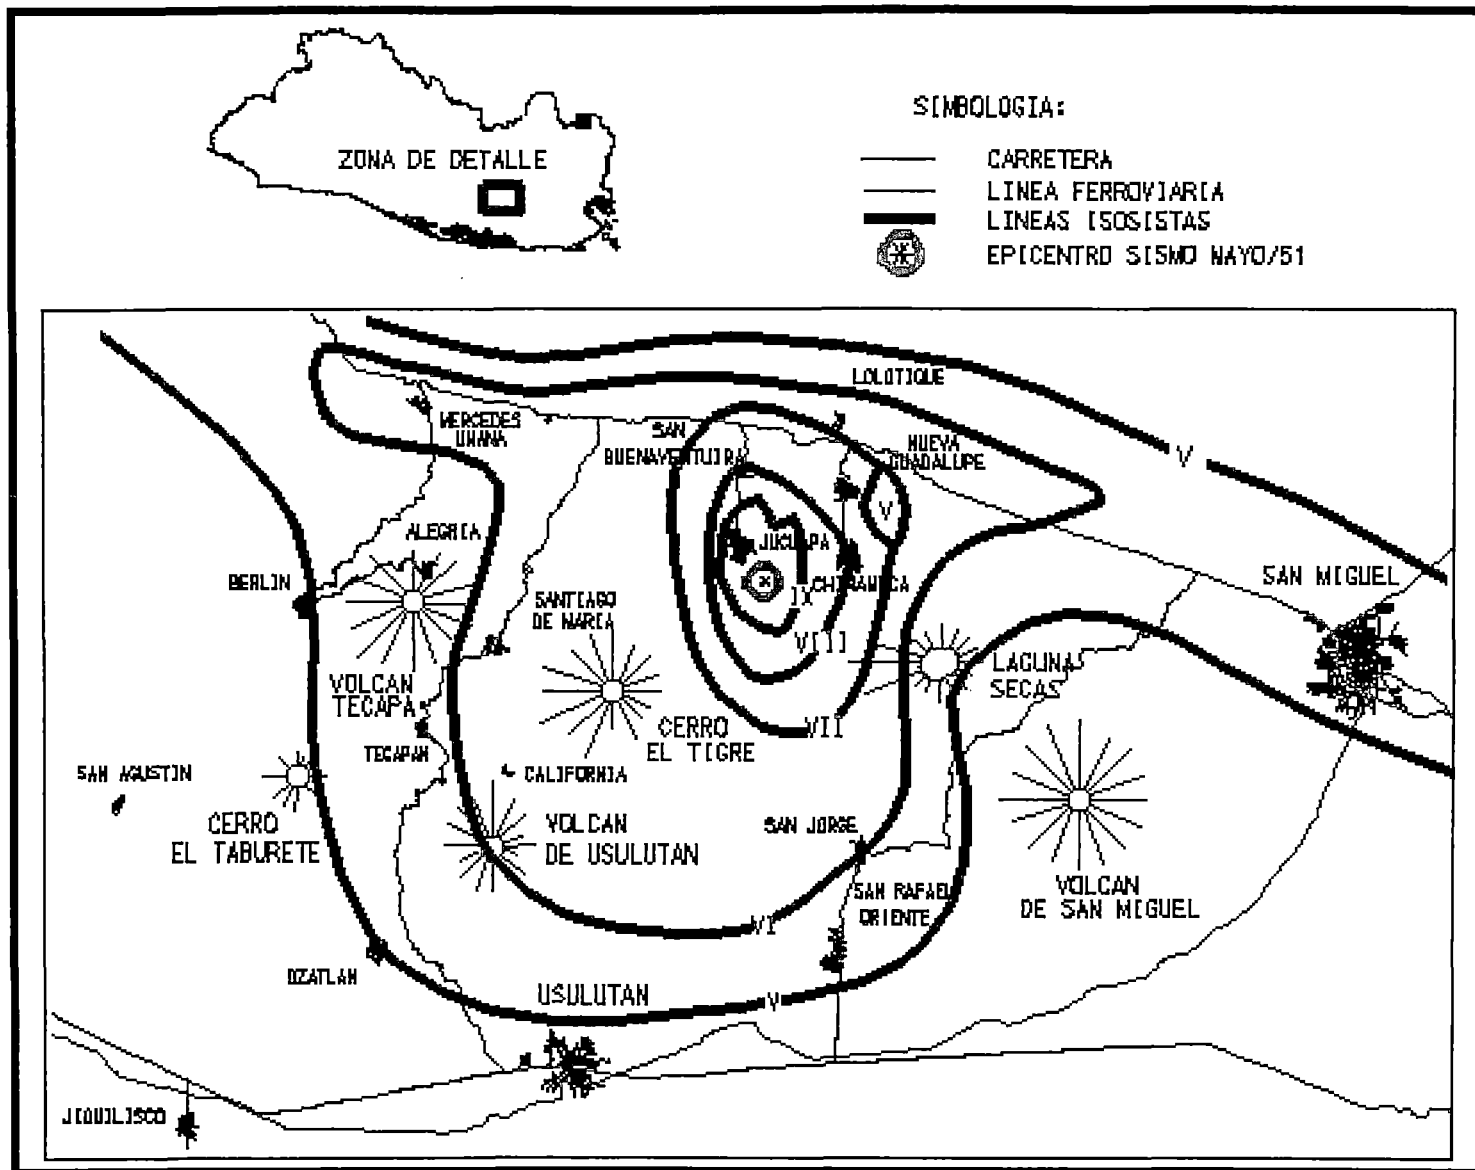 SIMBOLOGIA:
ZONA DE DETALLE
CARRETERA
LINEA FERROVIARIA
LINEAS ISOSISTAS
EPICENTRO SISMO MAYO/51
LOLOTIQUE
MERCEDES
UMANA
SAN
BUENAVENTUIRA
NUEVA
GUADALUPE
V
V
ALEGRIA
JUCUAPA
BERLIN
CHINAMECA
SAN MIGUEL
IX
SANTIAGO
DE MARIA
VIII
LAGUNA
SECAS
VOLCAN
TECAPA
CERRO
EL TIGRE
VII
TECAPAN
SAN AGUSTIN
CALIFORNIA
CERRO
EL TABURETE
VOLCAN
DE USULUTAN
SAN JORGE
SAN RAFAEL
ORIENTE
VOLCAN
DE SAN MIGUEL
VI
OZATLAN
USULUTAN
V
JIQUILISCO